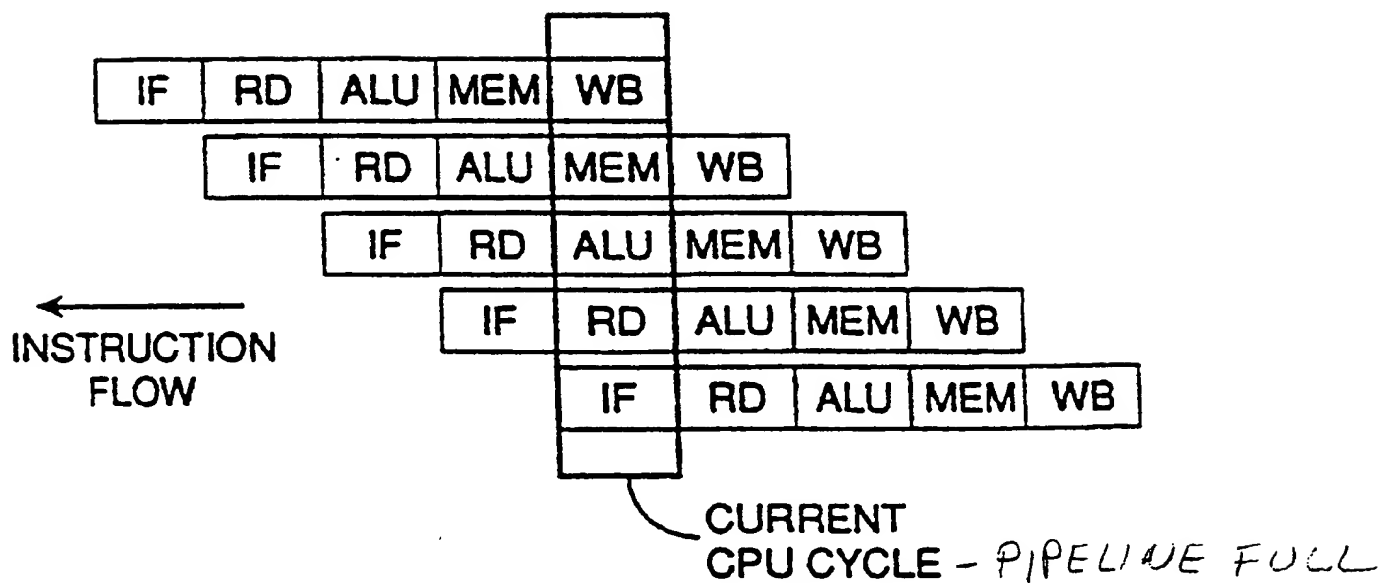 IF RD ALU MEM WB
IF RD ALU MEM WB
IF RD ALU MEM WB
IF RD ALU MEM WB
IF RD ALU MEM WB
INSTRUCTION
FLOW
CURRENT
CPU CYCLE - PIPELINE FULL